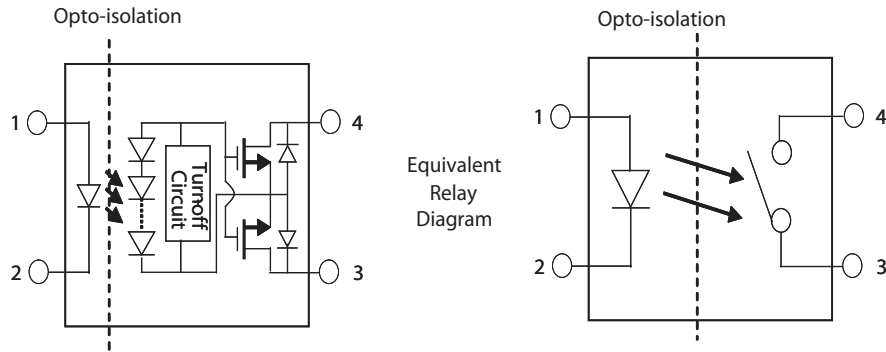 Opto-isolation
1
2
Turnoff
Circuit
4
3
Equivalent
Relay
Diagram
Opto-isolation
1
2
4
3